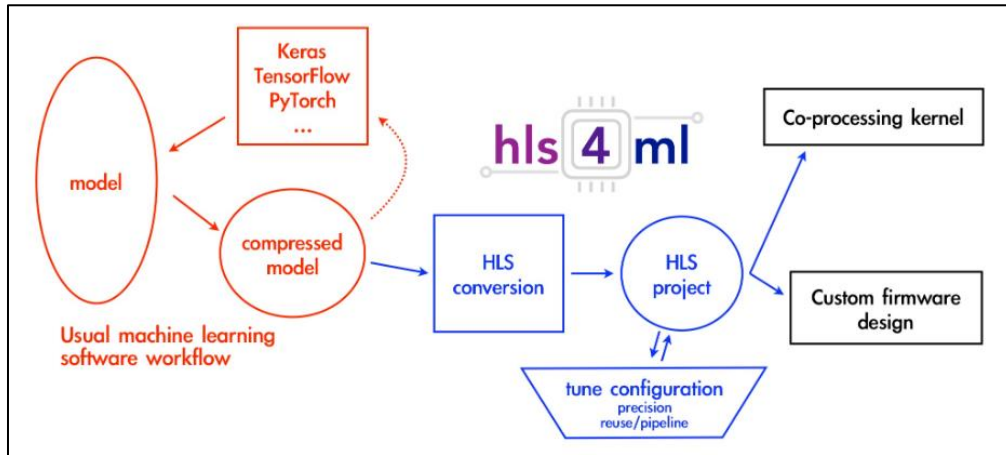 Keras
TensorFlow
PyTorch
...
model
compressed
model
Usual machine learning
software workflow
hls 4 ml
HLS
conversion
HLS
project
tune configuration
precision
reuse/pipeline
Co-processing kernel
Custom firmware
design